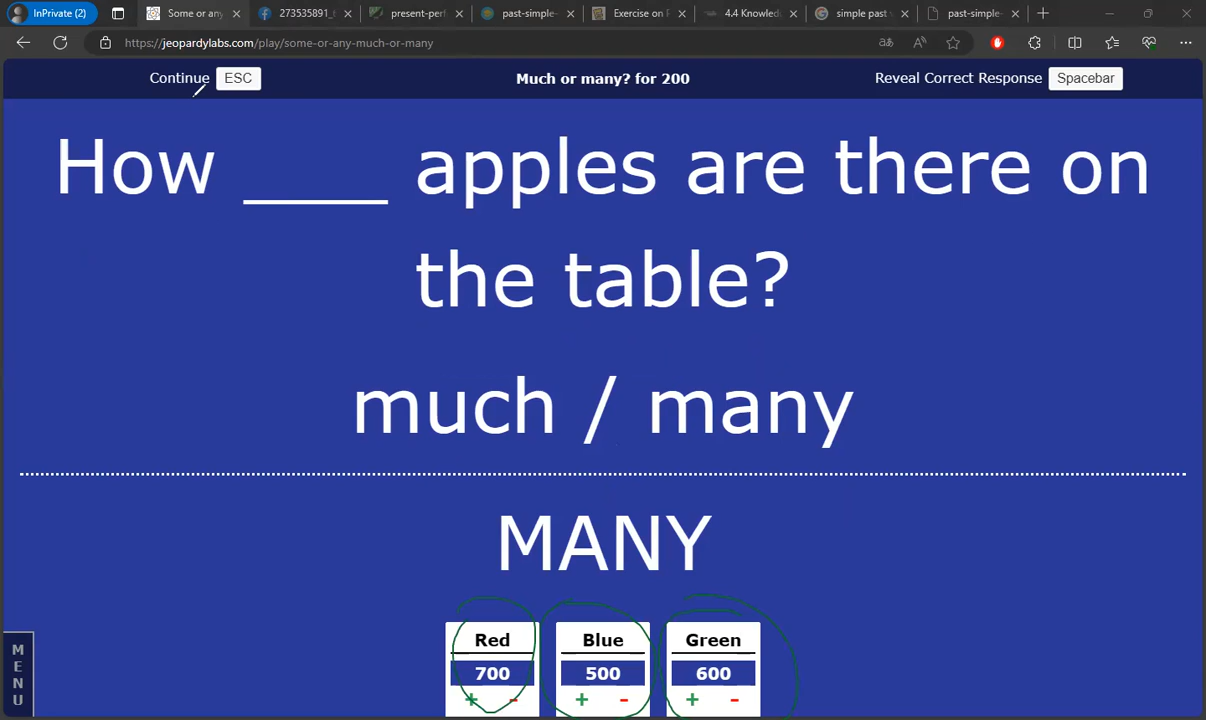 InPrivate (2)
Some or any
273535891_
present-perf
past-simple-
Exercise on P
4.4 Knowled
simple past
past-simple-
https://jeopardylabs.com/play/some-or-any-much-or-many
Continue ESC
Much or many? for 200
Reveal Correct Response Spacebar
How ____ apples are there on
the table?
much / many
MANY
Red Blue Green
700 500 600
+ - + - + -
MENU